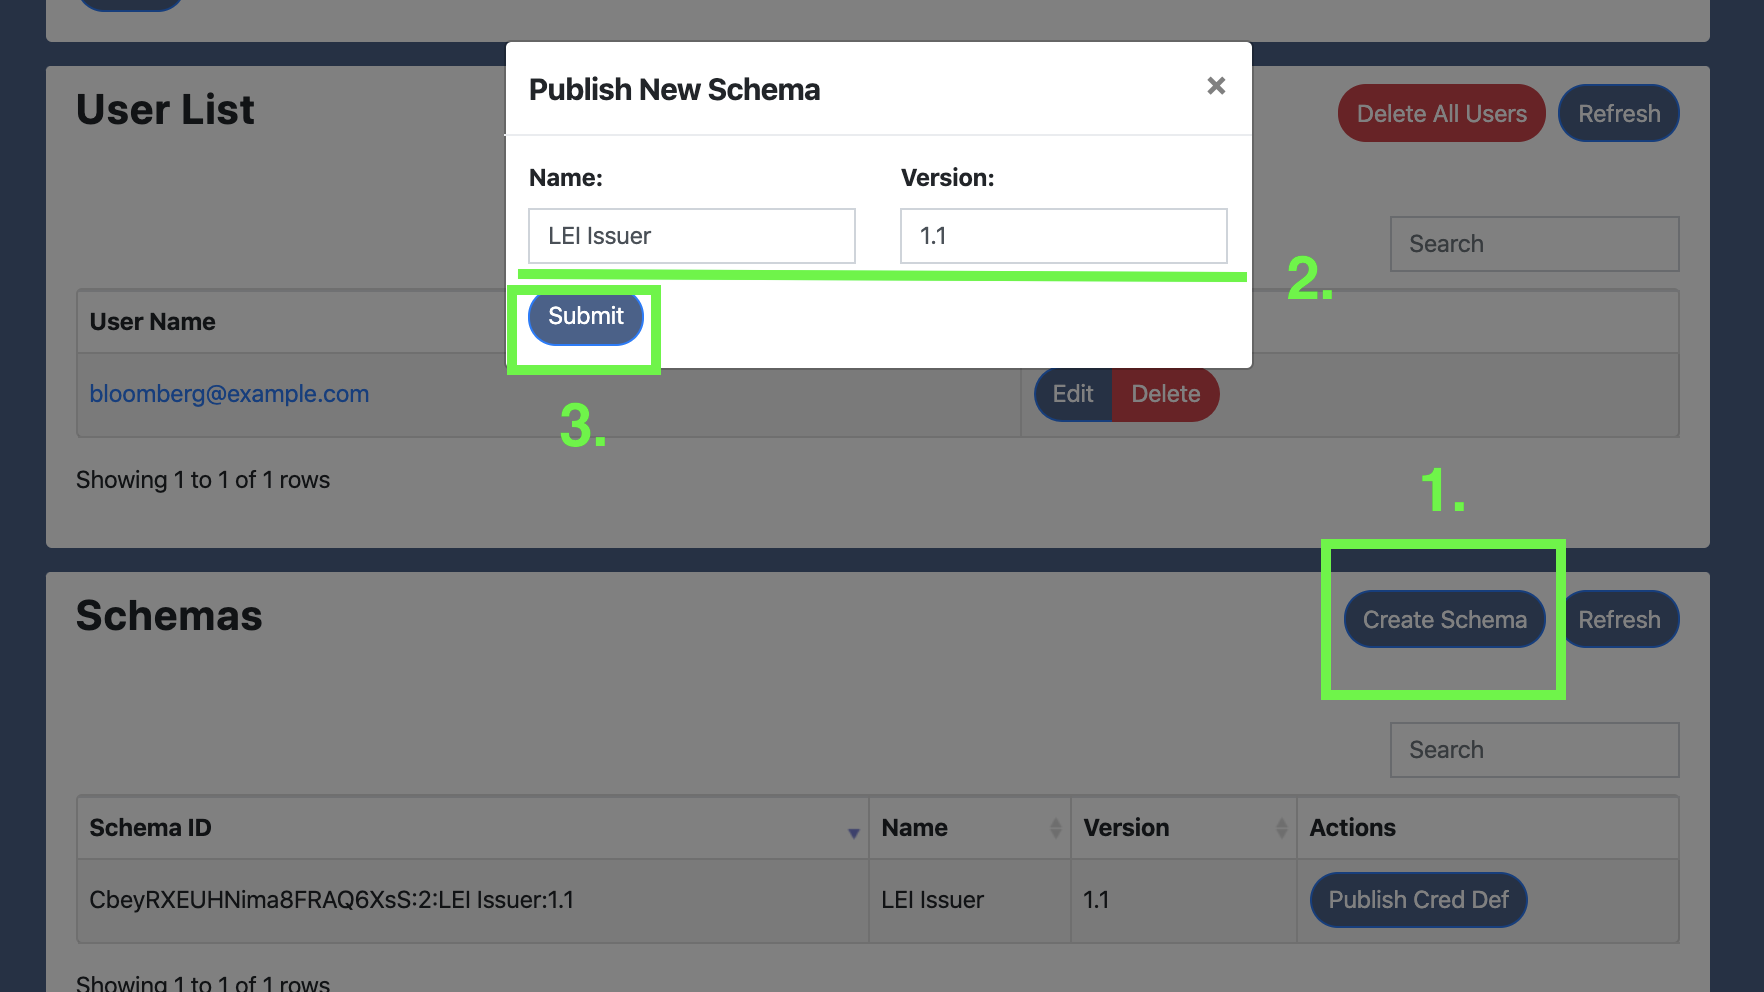 Publish New Schema ×
Name: Version:
LEI Issuer 1.1
Submit
2.
3.
1.
User List Delete All Users Refresh
Search
User Name
bloomberg@example.com Edit Delete
Showing 1 to 1 of 1 rows
Schemas Create Schema Refresh
Search
Schema ID Name Version Actions
CbeyRXEUHNima8FRAQ6XsS:2:LEI Issuer:1.1 LEI Issuer 1.1 Publish Cred Def
Showing 1 to 1 of 1 rows